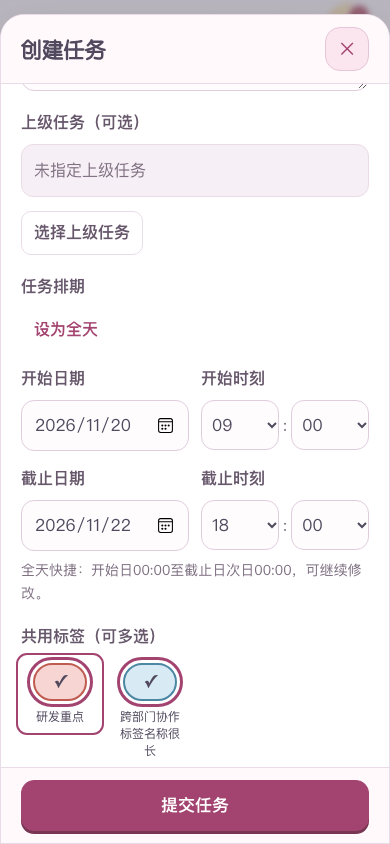 创建任务
上级任务（可选）
未指定上级任务
选择上级任务
任务排期
设为全天
开始日期
开始时刻
2026/11/20
09 : 00
截止日期
截止时刻
2026/11/22
18 : 00
全天快捷：开始日00:00至截止日次日00:00，可继续修
改。
共用标签（可多选）
✓
研发重点
✓
跨部门协作
标签名称很
长
提交任务